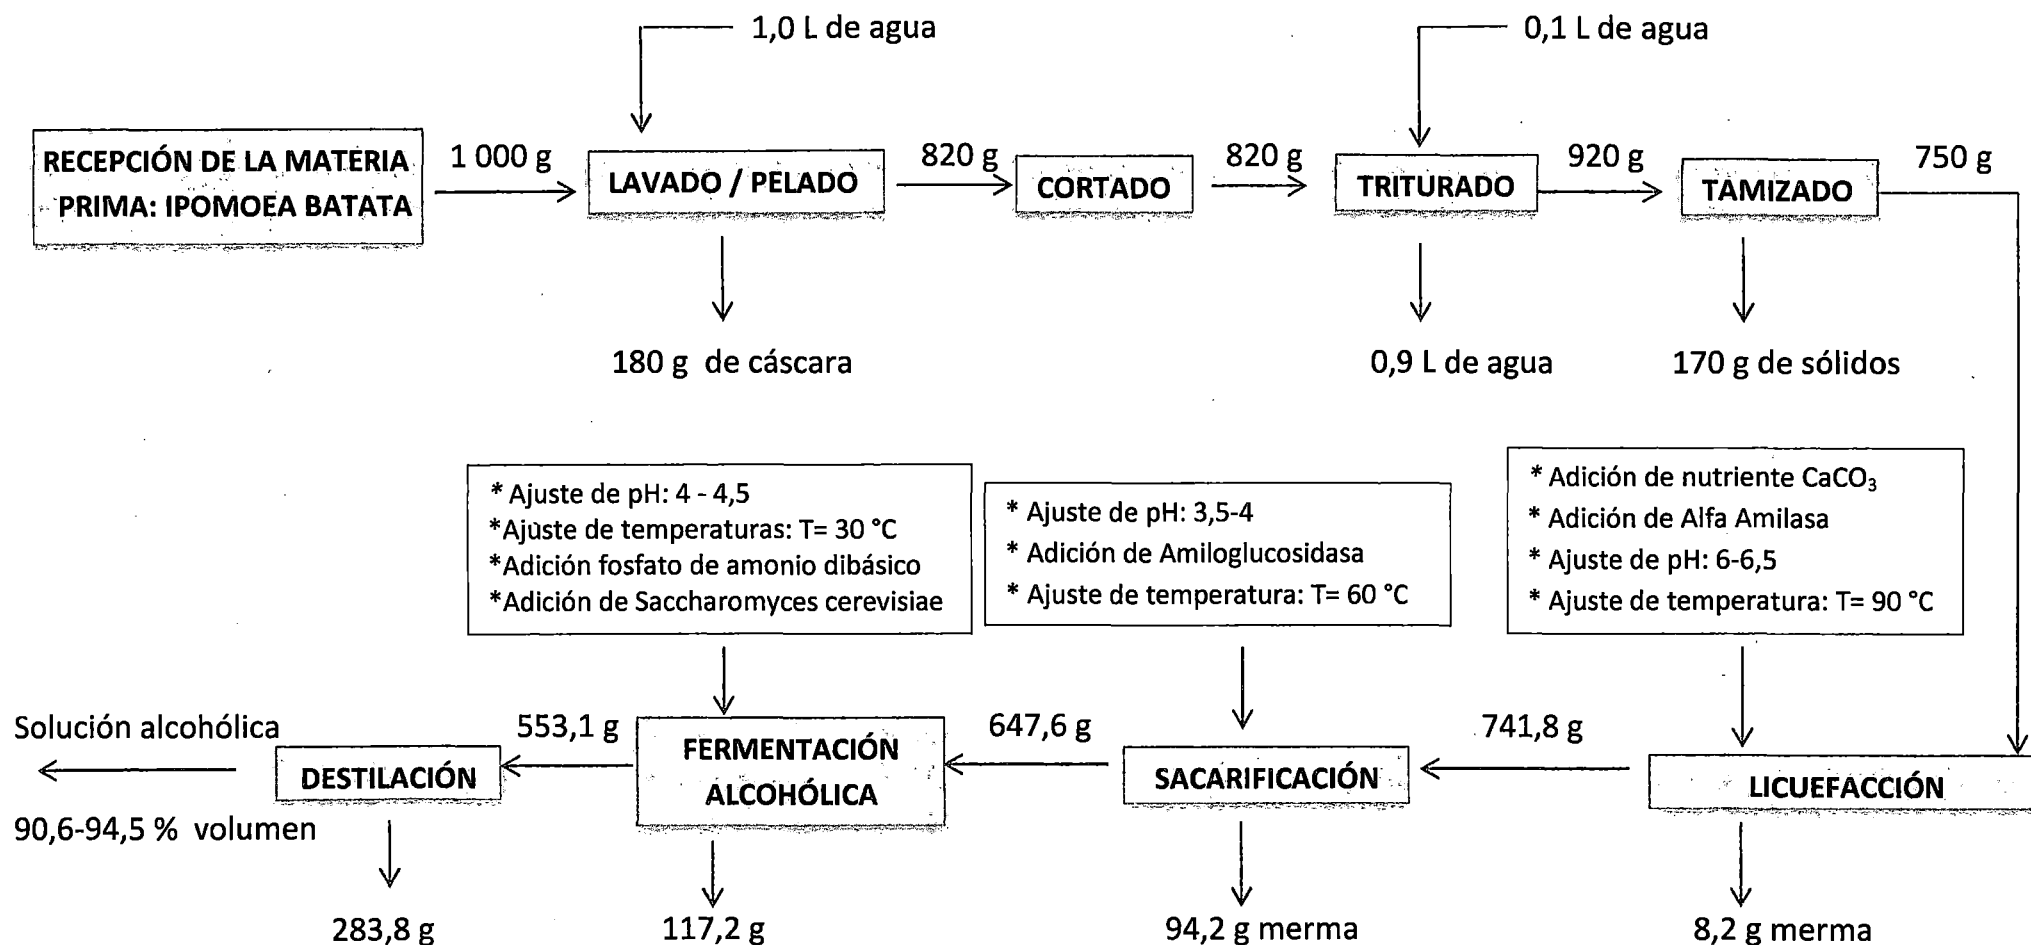 1,0 L de agua
0,1 L de agua
RECEPCIÓN DE LA MATERIA
PRIMA: IPOMOEA BATATA
1 000 g
LAVADO / PELADO
820 g
CORTADO
820 g
TRITURADO
920 g
TAMIZADO
750 g
180 g de cáscara
0,9 L de agua
170 g de sólidos
* Ajuste de pH: 4 - 4,5
*Ajuste de temperaturas: T= 30 °C
*Adición fosfato de amonio dibásico
*Adición de Saccharomyces cerevisiae
* Ajuste de pH: 3,5-4
* Adición de Amiloglucosidasa
* Ajuste de temperatura: T= 60 °C
* Adición de nutriente CaCO₃
* Adición de Alfa Amilasa
* Ajuste de pH: 6-6,5
* Ajuste de temperatura: T= 90 °C
Solución alcohólica
90,6-94,5 % volumen
DESTILACIÓN
553,1 g
FERMENTACIÓN
ALCOHÓLICA
647,6 g
SACARIFICACIÓN
741,8 g
LICUEFACCIÓN
283,8 g
117,2 g
94,2 g merma
8,2 g merma